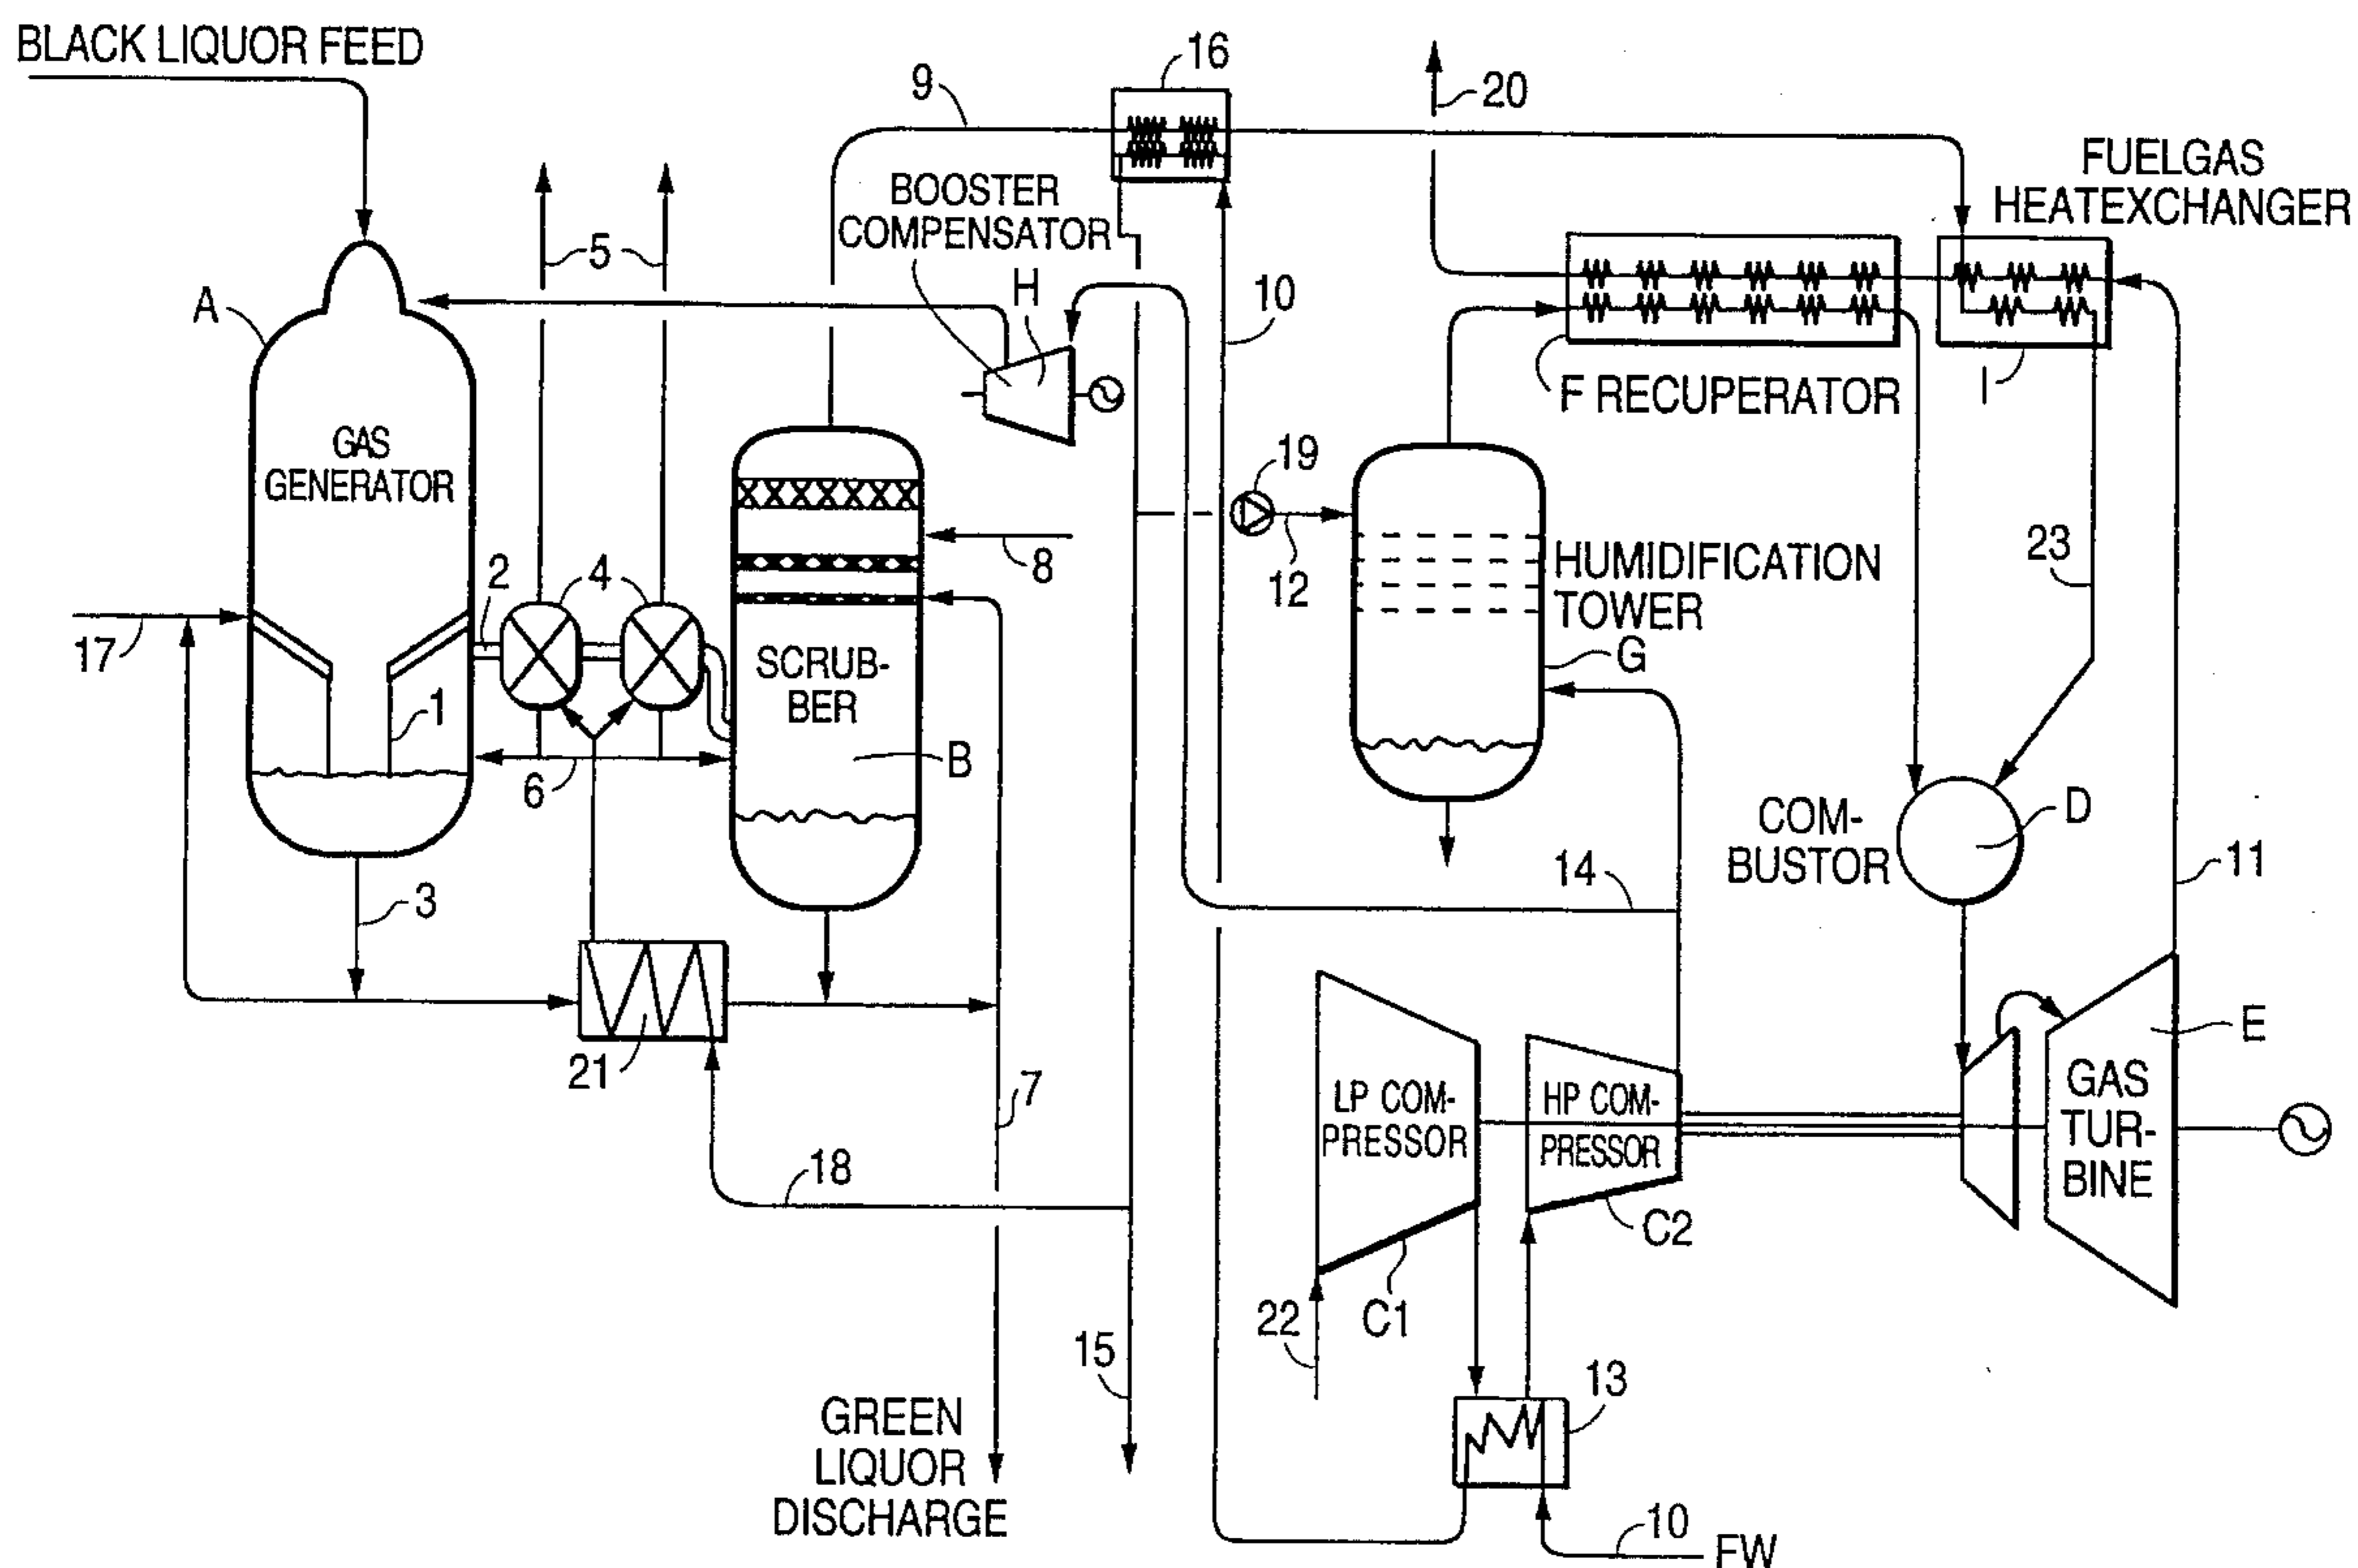 BLACK LIQUOR FEED
16
9
20
FUELGAS
HEATEXCHANGER
BOOSTER
COMPENSATOR
5
H
10
A
I
F RECUPERATOR
GAS
GENERATOR
19
8
12
HUMIDIFICATION
TOWER
23
2
4
17
SCRUB-
BER
G
1
B
6
COM-
BUSTOR
D
14
11
3
21
E
7
LP COM-
PRESSOR
HP COM-
PRESSOR
GAS
TUR-
BINE
18
C2
22
C1
15
13
GREEN
LIQUOR
DISCHARGE
10
FW